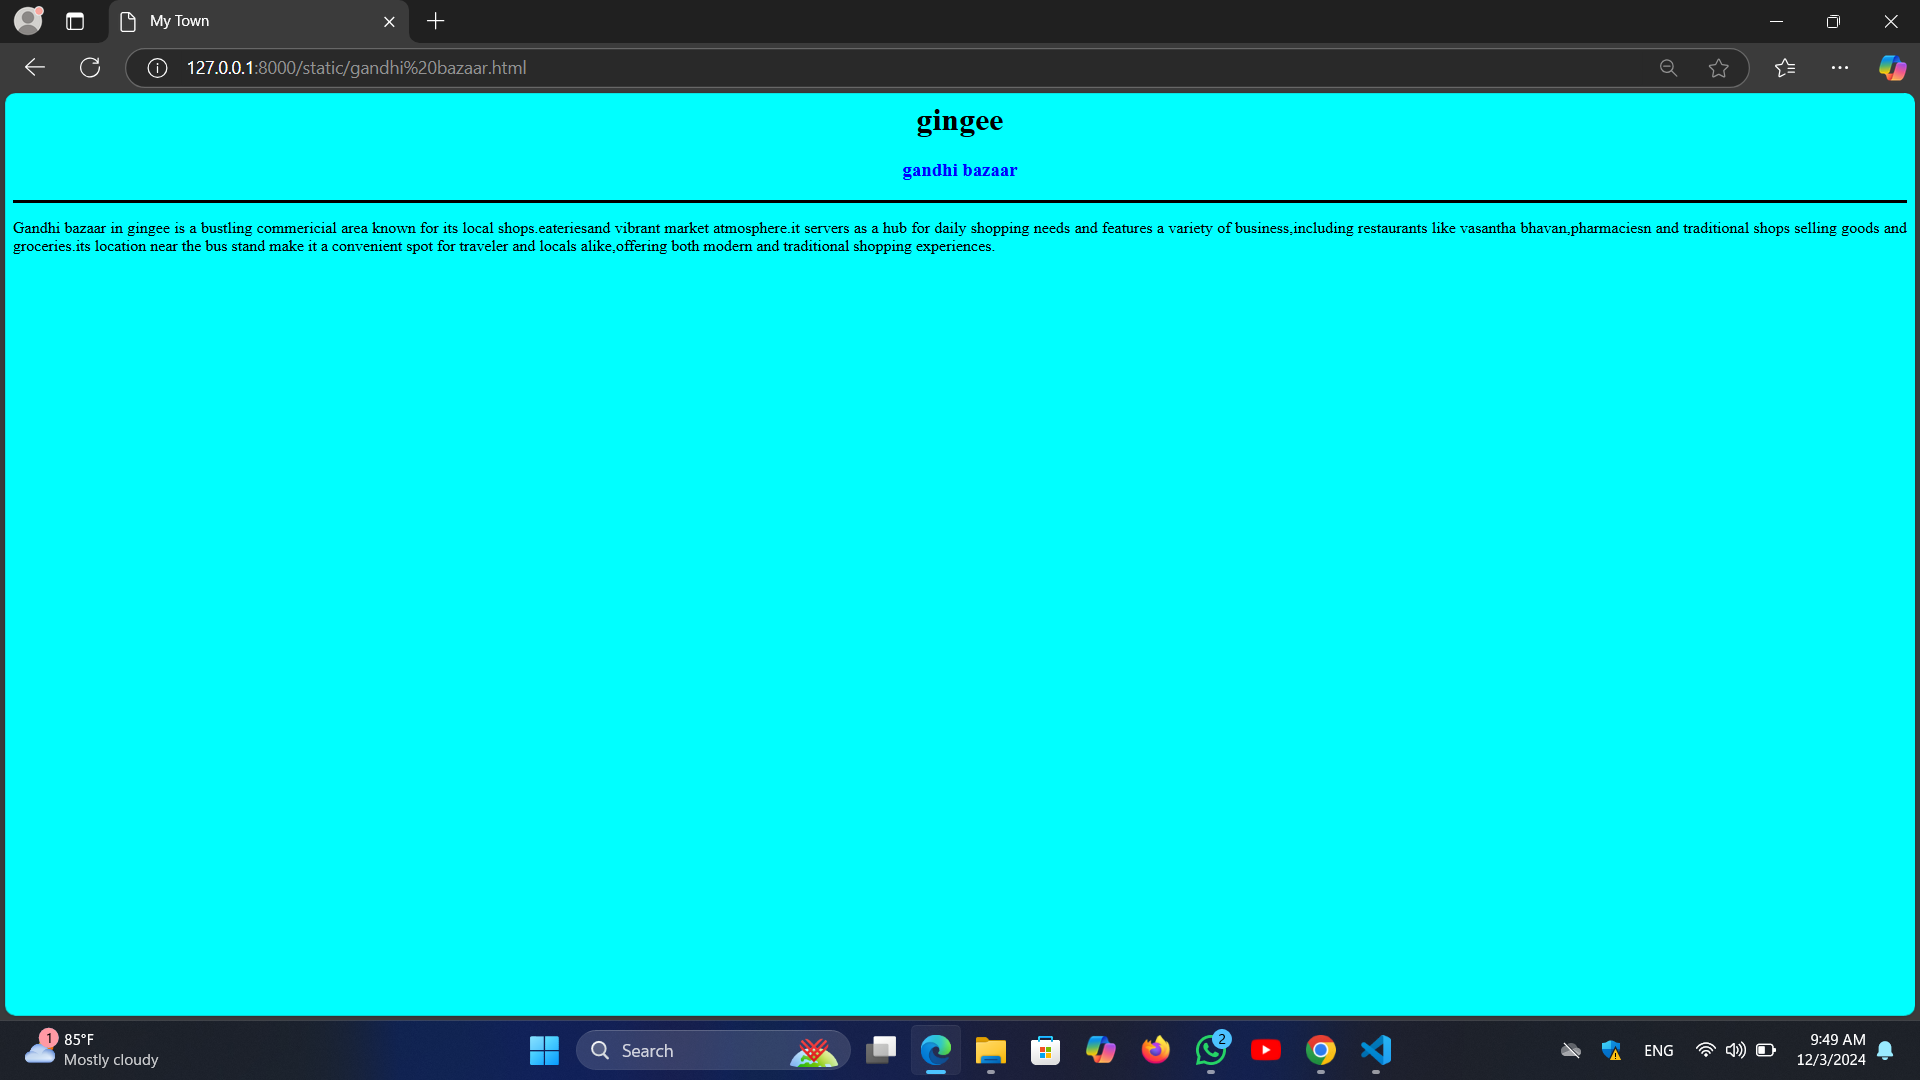 My Town
127.0.0.1:8000/static/gandhi%20bazaar.html
gingee
gandhi bazaar
Gandhi bazaar in gingee is a bustling commericial area known for its local shops.eateriesand vibrant market atmosphere.it servers as a hub for daily shopping needs and features a variety of business,including restaurants like vasantha bhavan,pharmaciesn and traditional shops selling goods and
groceries.its location near the bus stand make it a convenient spot for traveler and locals alike,offering both modern and traditional shopping experiences.
1
85°F
Mostly cloudy
Search
2
ENG
9:49 AM
12/3/2024